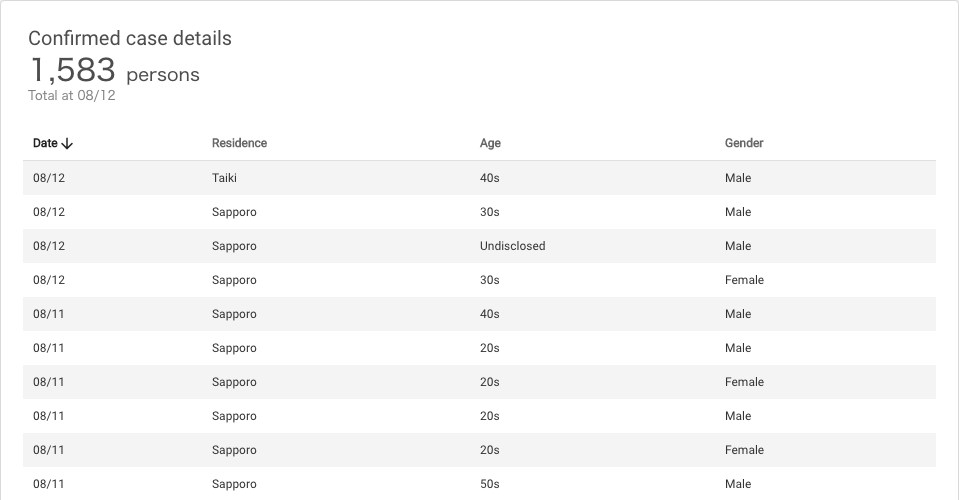 Confirmed case details
1,583 persons
Total at 08/12
Date Residence Age Gender
08/12 Taiki 40s Male
08/12 Sapporo 30s Male
08/12 Sapporo Undisclosed Male
08/12 Sapporo 30s Female
08/11 Sapporo 40s Male
08/11 Sapporo 20s Male
08/11 Sapporo 20s Female
08/11 Sapporo 20s Male
08/11 Sapporo 20s Female
08/11 Sapporo 50s Male